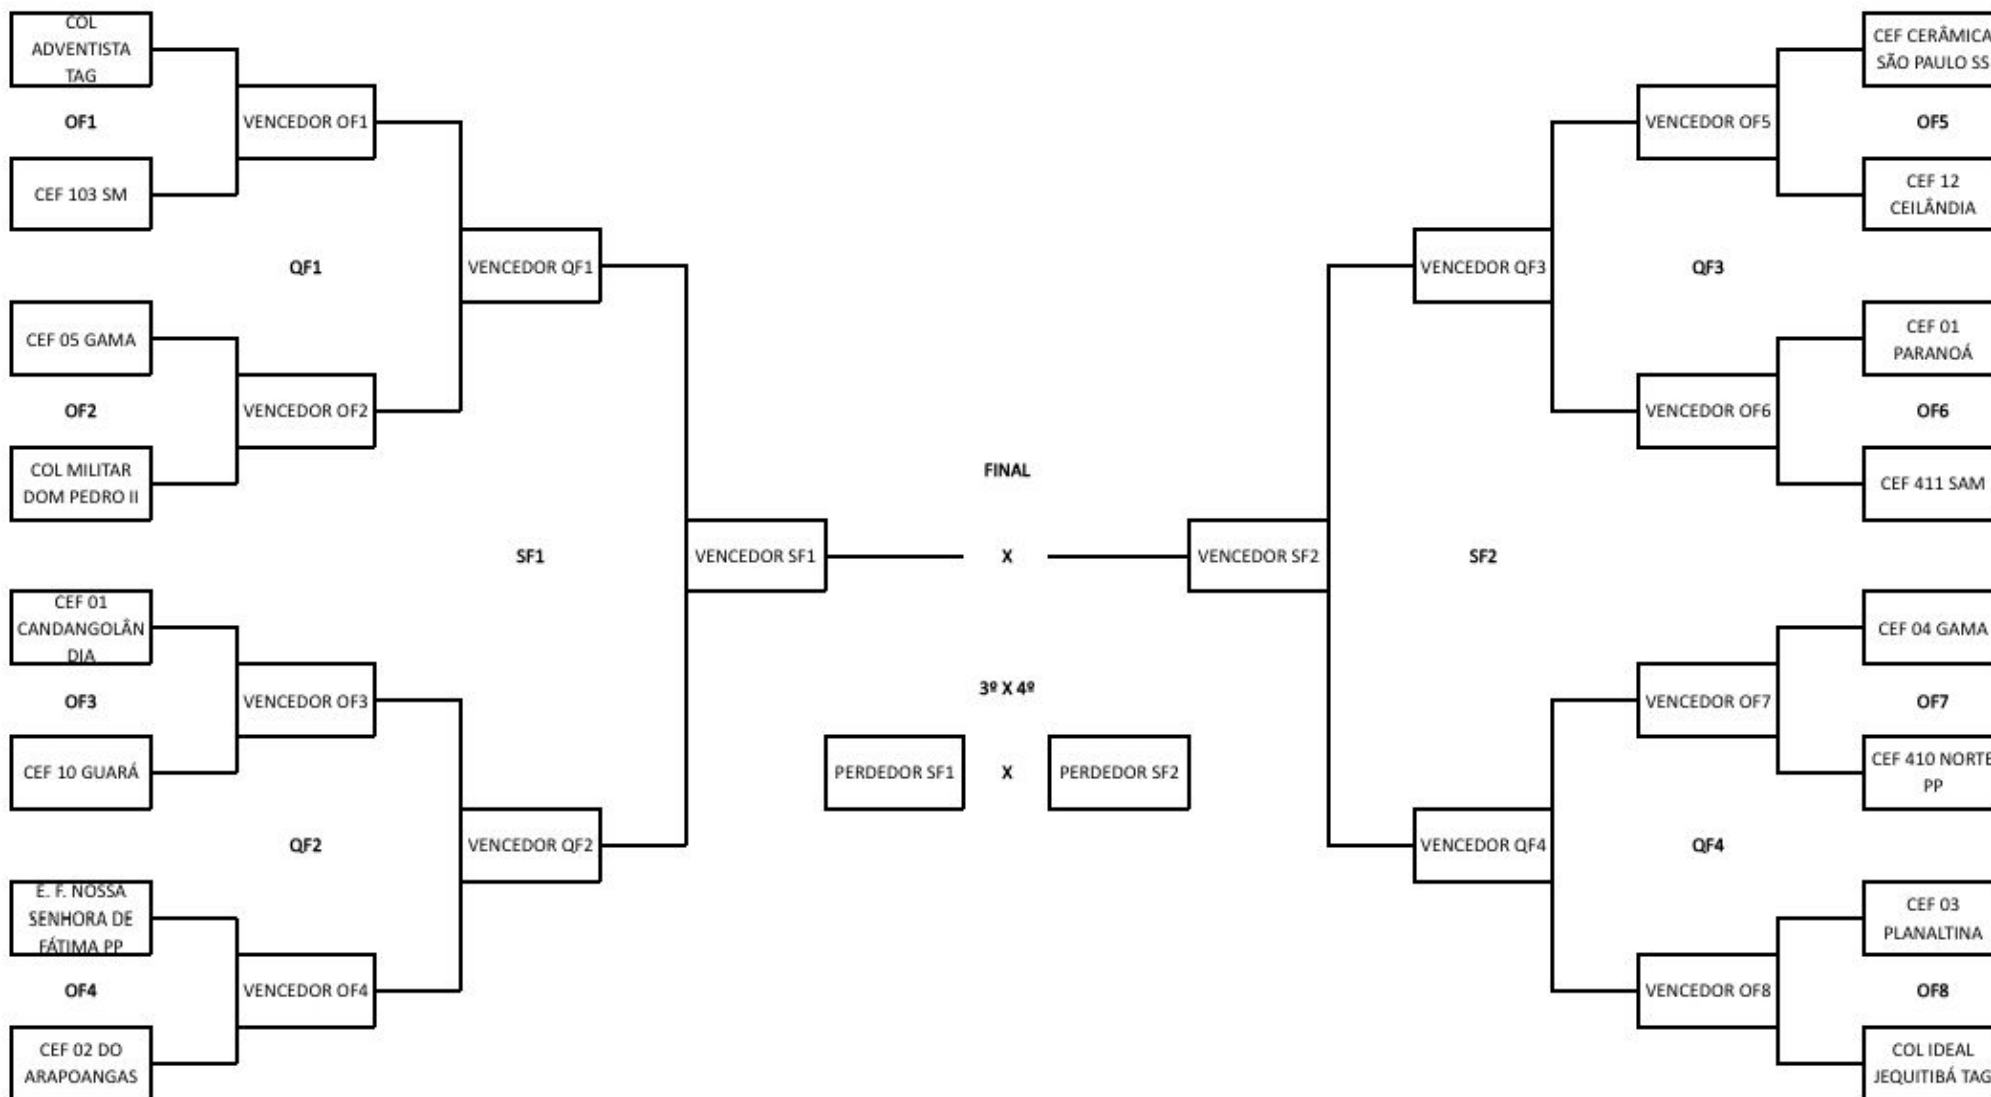 COL
ADVENTISTA
TAG
OF1
CEF 103 SM
VENCEDOR OF1
QF1
CEF 05 GAMA
OF2
COL MILITAR
DOM PEDRO II
VENCEDOR OF2
VENCEDOR QF1
SF1
CEF 01
CANDANGOLÂN
DIA
OF3
CEF 10 GUARÁ
VENCEDOR OF3
QF2
E. F. NOSSA
SENHORA DE
FÁTIMA PP
OF4
CEF 02 DO
ARAPOANGAS
VENCEDOR OF4
VENCEDOR QF2
VENCEDOR SF1
FINAL
X
VENCEDOR SF2
3º X 4º
PERDEDOR SF1
X
PERDEDOR SF2
CEF CERÂMICA
SÃO PAULO SS
OF5
CEF 12
CEILÂNDIA
VENCEDOR OF5
QF3
CEF 01
PARANOÁ
OF6
CEF 411 SAM
VENCEDOR OF6
VENCEDOR QF3
SF2
CEF 04 GAMA
OF7
CEF 410 NORTE
PP
VENCEDOR OF7
QF4
CEF 03
PLANALTINA
OF8
COL IDEAL
JEQUITIBÁ TAG
VENCEDOR OF8
VENCEDOR QF4